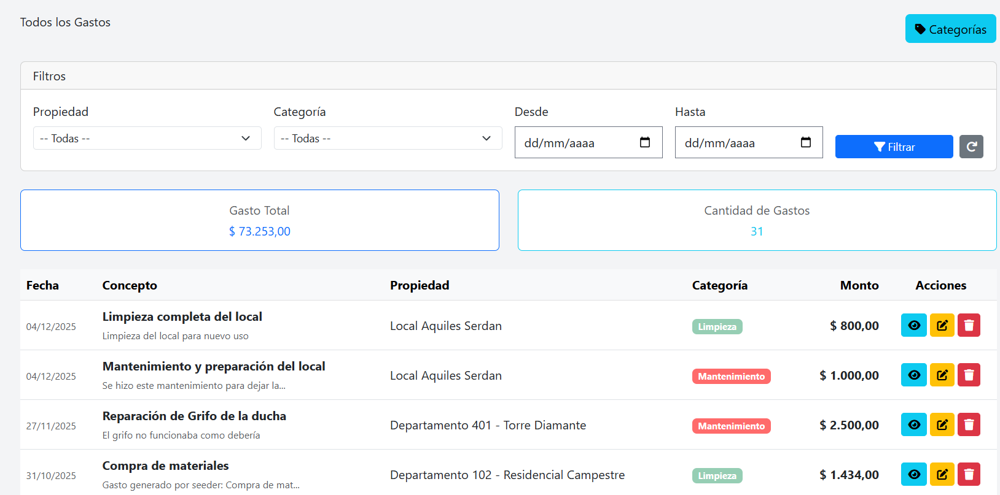 Todos los Gastos
Categorías
Filtros
Propiedad Categoría Desde Hasta
-- Todas -- -- Todas -- dd/mm/aaaa dd/mm/aaaa Filtrar
Gasto Total
$ 73.253,00
Cantidad de Gastos
31
Fecha Concepto Propiedad Categoría Monto Acciones
04/12/2025 Limpieza completa del local Local Aquiles Serdan Limpieza $ 800,00
Limpieza del local para nuevo uso
04/12/2025 Mantenimiento y preparación del local Local Aquiles Serdan Mantenimiento $ 1.000,00
Se hizo este mantenimiento para dejar la...
27/11/2025 Reparación de Grifo de la ducha Departamento 401 - Torre Diamante Mantenimiento $ 2.500,00
El grifo no funcionaba como debería
31/10/2025 Compra de materiales Departamento 102 - Residencial Campestre Limpieza $ 1.434,00
Gasto generado por seeder: Compra de mat...